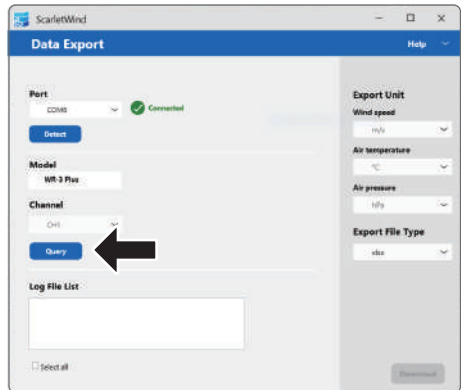 ScarletWind
Data Export
Help
Port
COM8
Connected
Detect
Model
WR-3 Plus
Channel
CH1
Query
Log File List
Select all
Export Unit
Wind speed
m/s
Air temperature
°C
Air pressure
hPa
Export File Type
xlsx
Download